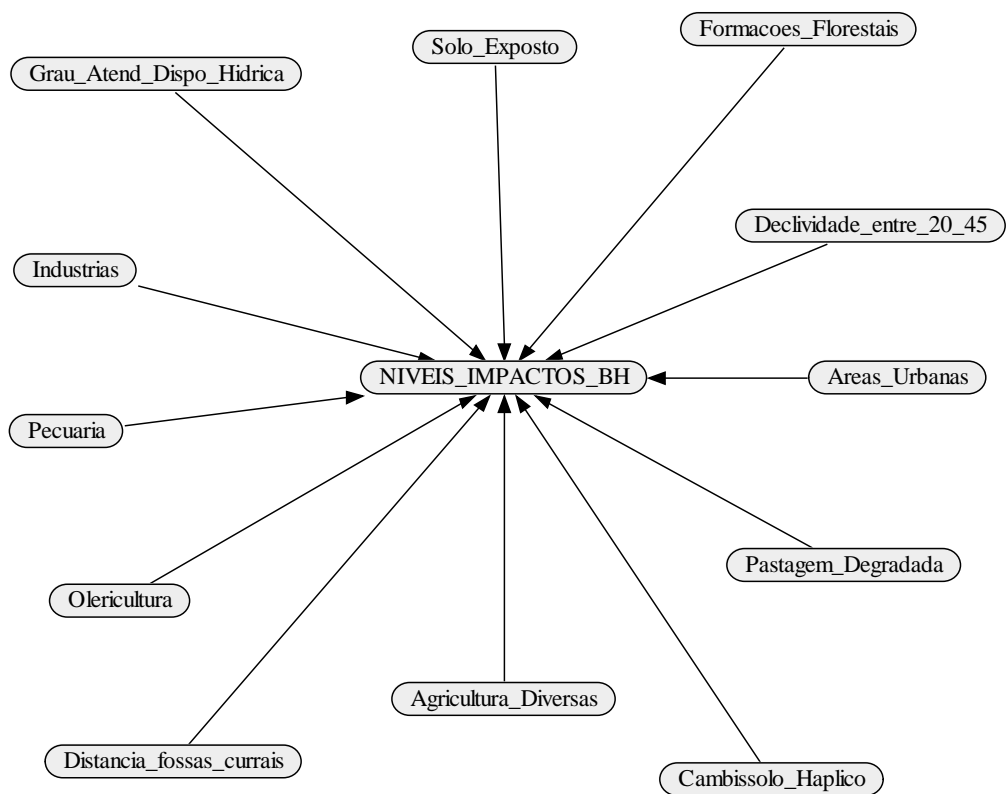 Formacoes_Florestais
Solo_Exposto
Grau_Atend_Dispo_Hidrica
Declividade_entre_20_45
Industrias
NIVEIS_IMPACTOS_BH
Areas_Urbanas
Pecuaria
Pastagem_Degradada
Olericultura
Agricultura_Diversas
Distancia_fossas_currais
Cambissolo_Haplico